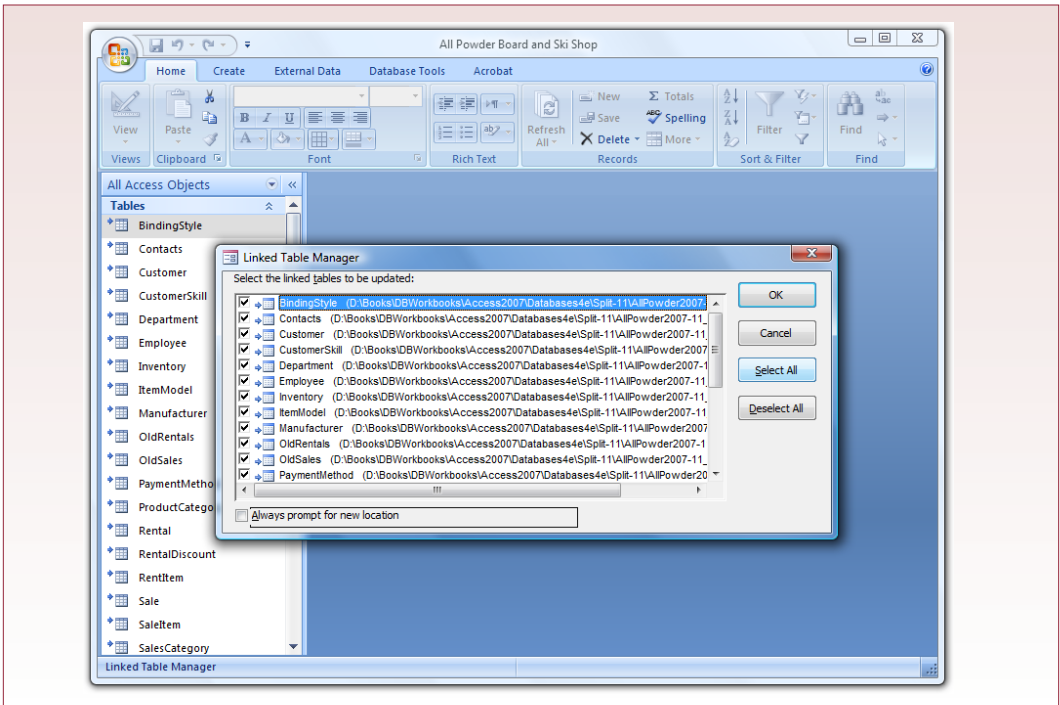 All Powder Board and Ski Shop
Home Create External Data Database Tools Acrobat
View
Paste
B I U
A
ab
Refresh
All
New
Save
Delete
Σ Totals
ABC Spelling
More
Filter
Find
Views Clipboard Font Rich Text Records Sort & Filter Find
All Access Objects
Tables
BindingStyle
Contacts
Customer
CustomerSkill
Department
Employee
Inventory
ItemModel
Manufacturer
OldRentals
OldSales
PaymentMetho
ProductCatego
Rental
RentalDiscount
RentItem
Sale
SaleItem
SalesCategory
Linked Table Manager
Select the linked tables to be updated:
BindingStyle (D:\Books\DBWorkbooks\Access2007\Databases4e\Split-11\AllPowder2007-
Contacts (D:\Books\DBWorkbooks\Access2007\Databases4e\Split-11\AllPowder2007-11_
Customer (D:\Books\DBWorkbooks\Access2007\Databases4e\Split-11\AllPowder2007-11_
CustomerSkill (D:\Books\DBWorkbooks\Access2007\Databases4e\Split-11\AllPowder2007
Department (D:\Books\DBWorkbooks\Access2007\Databases4e\Split-11\AllPowder2007-1
Employee (D:\Books\DBWorkbooks\Access2007\Databases4e\Split-11\AllPowder2007-11_
Inventory (D:\Books\DBWorkbooks\Access2007\Databases4e\Split-11\AllPowder2007-11_
ItemModel (D:\Books\DBWorkbooks\Access2007\Databases4e\Split-11\AllPowder2007-11
Manufacturer (D:\Books\DBWorkbooks\Access2007\Databases4e\Split-11\AllPowder2007-
OldRentals (D:\Books\DBWorkbooks\Access2007\Databases4e\Split-11\AllPowder2007-1
OldSales (D:\Books\DBWorkbooks\Access2007\Databases4e\Split-11\AllPowder2007-11_
PaymentMethod (D:\Books\DBWorkbooks\Access2007\Databases4e\Split-11\AllPowder20
Always prompt for new location
OK
Cancel
Select All
Deselect All
Linked Table Manager